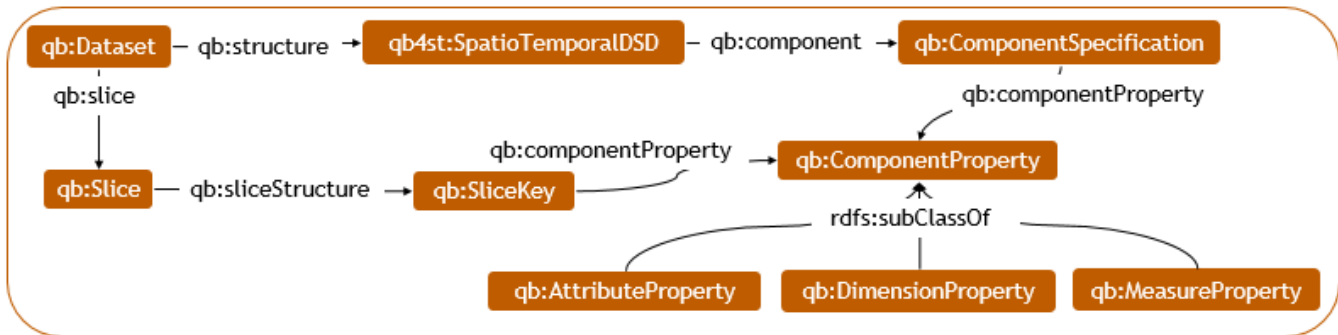 qb:Dataset qb:structure qb4st:SpatioTemporalDSD qb:component qb:ComponentSpecification
qb:slice qb:componentProperty
qb:componentProperty qb:ComponentProperty
qb:Slice qb:sliceStructure qb:SliceKey
rdfs:subClassOf
qb:AttributeProperty qb:DimensionProperty qb:MeasureProperty